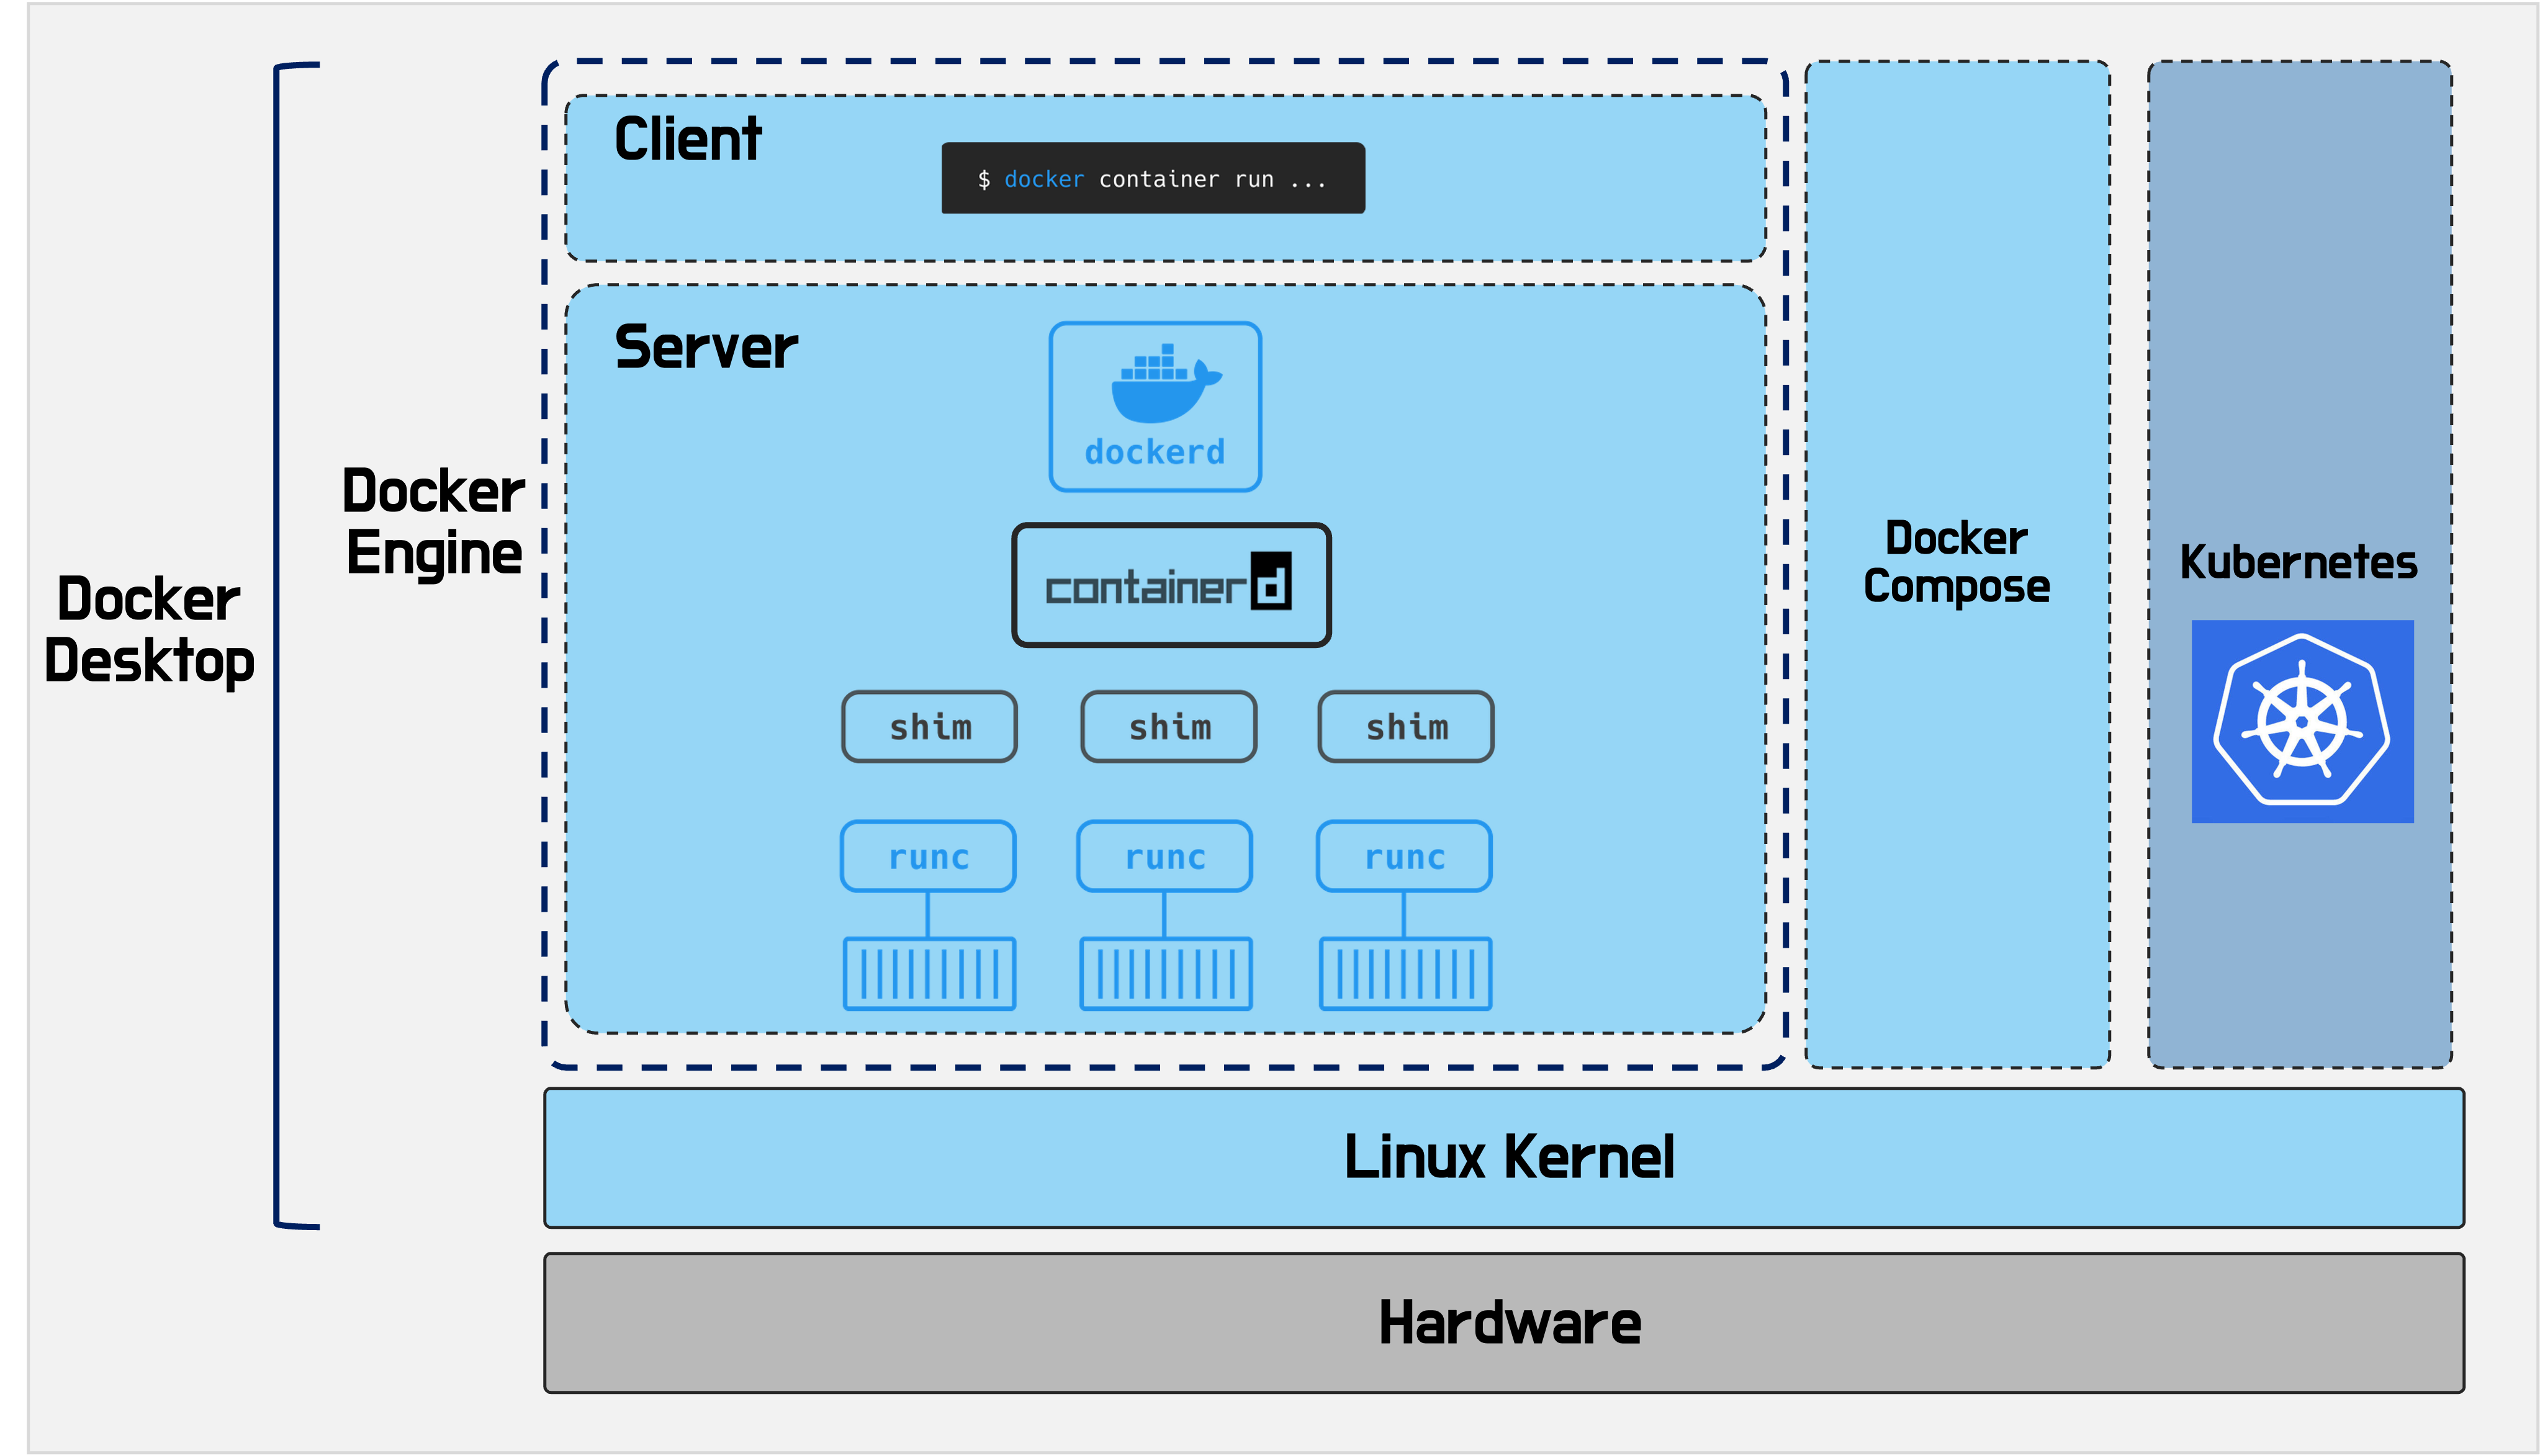 Docker
Desktop
Docker
Engine
Client
$ docker container run ...
Server
dockerd
containerd
shim
shim
shim
runc
runc
runc
Docker
Compose
Kubernetes
Linux Kernel
Hardware